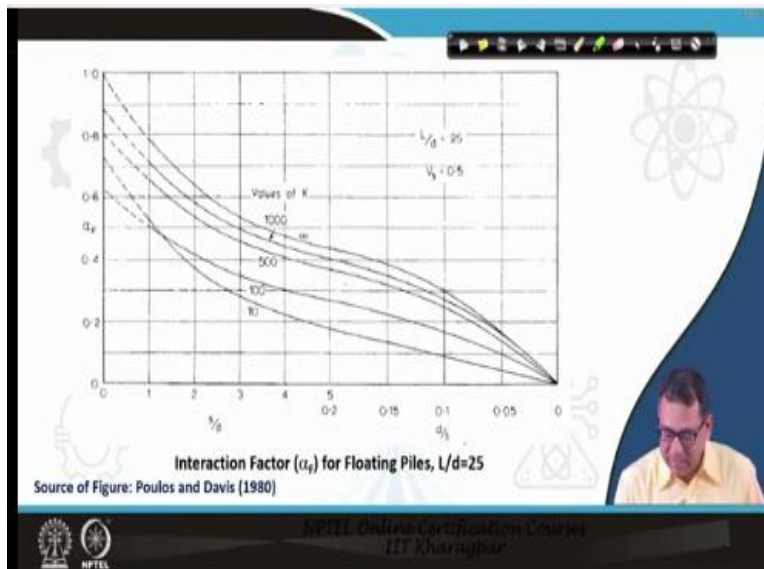 1.0
0.8
0.6
αF
0.4
0.2
0
L/d = 25
Vs = 0.5
Values of K
1000
∞
500
100
10
0 1 2 3 4 5
0.2 0.15 0.1 0.05 0
s/d d/s
Interaction Factor (αF) for Floating Piles, L/d=25
Source of Figure: Poulos and Davis (1980)
NPTEL Online Certification Courses
IIT Kharagpur
NPTEL